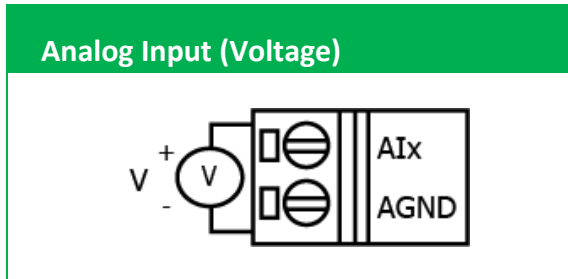 Analog Input (Voltage)
AIx
+
V
V
-
AGND